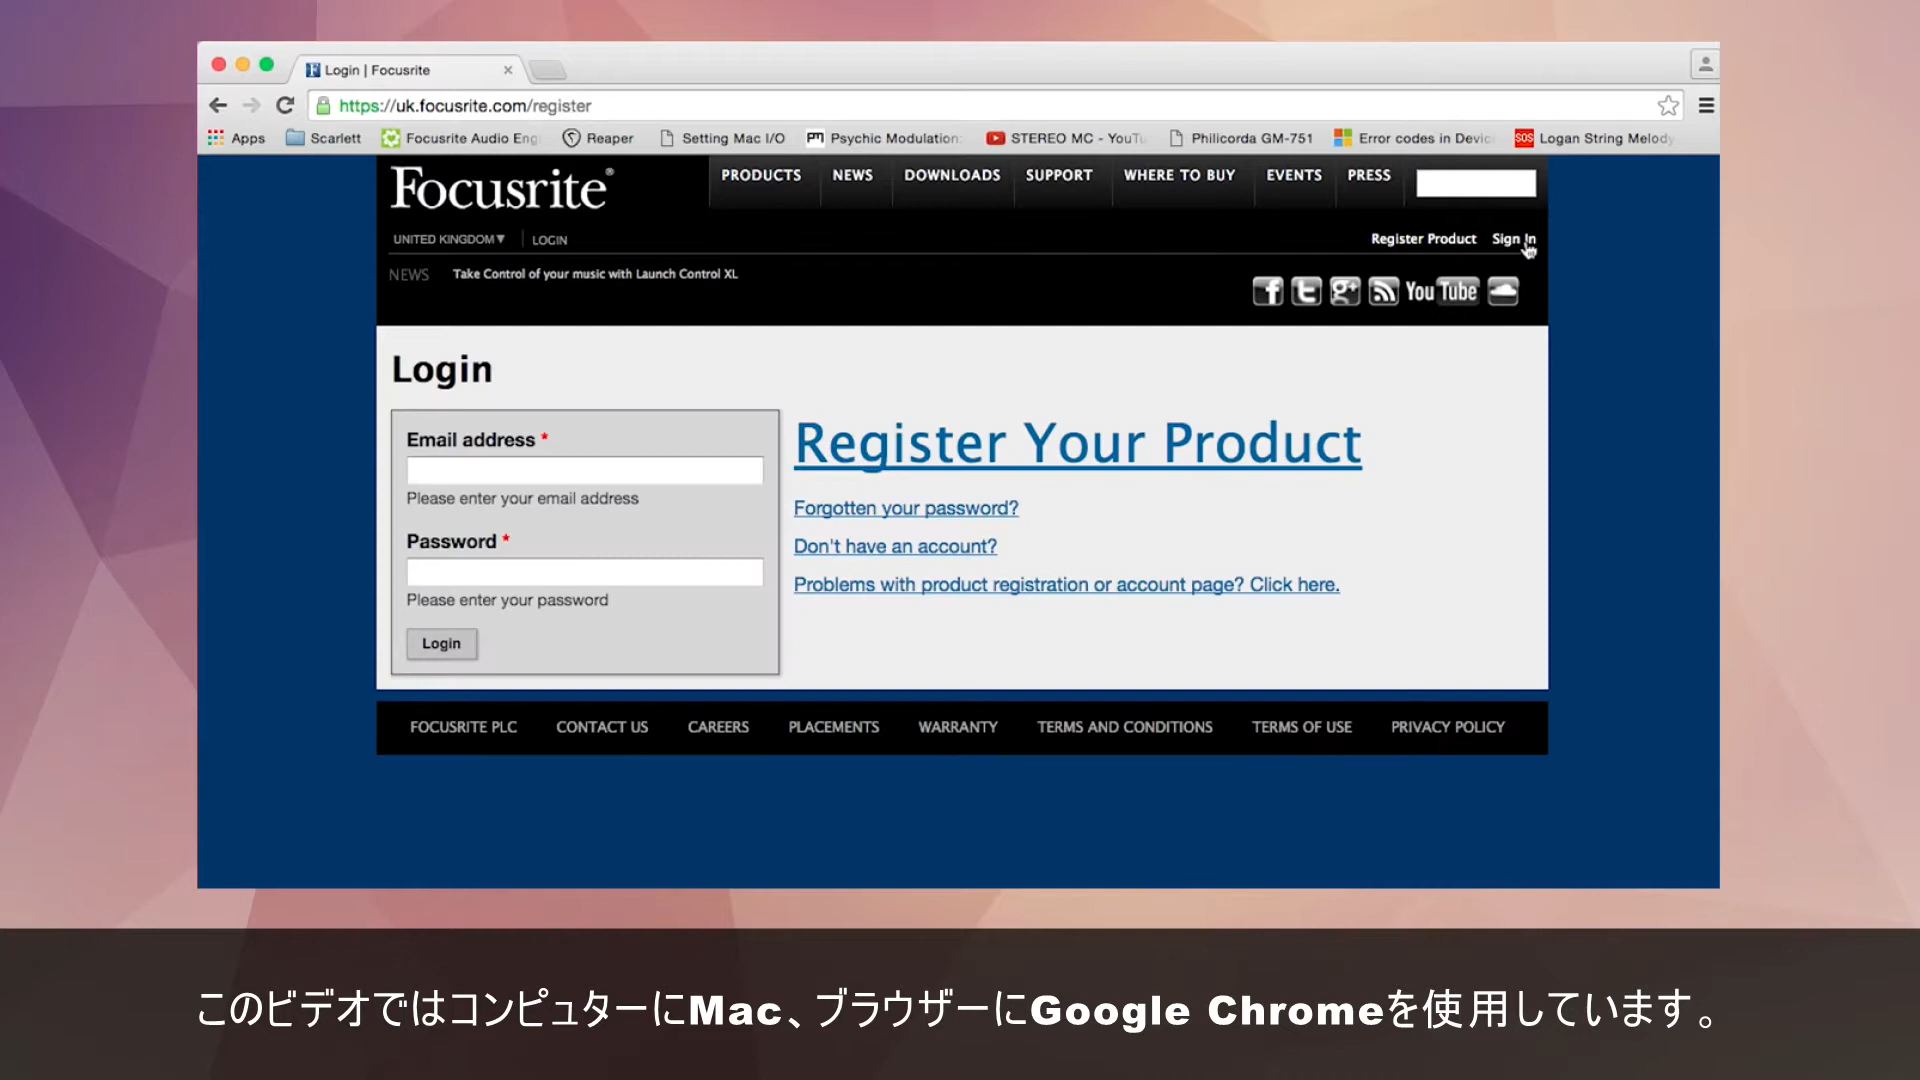 Login | Focusrite
https://uk.focusrite.com/register
Apps Scarlett Focusrite Audio Eng Reaper Setting Mac I/O Psychic Modulation: STEREO MC - YouTu Philicorda GM-751 Error codes in Devic SOS Logan String Melody
Focusrite®
PRODUCTS NEWS DOWNLOADS SUPPORT WHERE TO BUY EVENTS PRESS
UNITED KINGDOM▼ LOGIN Register Product Sign In
NEWS Take Control of your music with Launch Control XL
You Tube
Login
Email address *
Please enter your email address
Password *
Please enter your password
Login
Register Your Product
Forgotten your password?
Don't have an account?
Problems with product registration or account page? Click here.
FOCUSRITE PLC CONTACT US CAREERS PLACEMENTS WARRANTY TERMS AND CONDITIONS TERMS OF USE PRIVACY POLICY
このビデオではコンピュターにMac、ブラウザーにGoogle Chromeを使用しています。